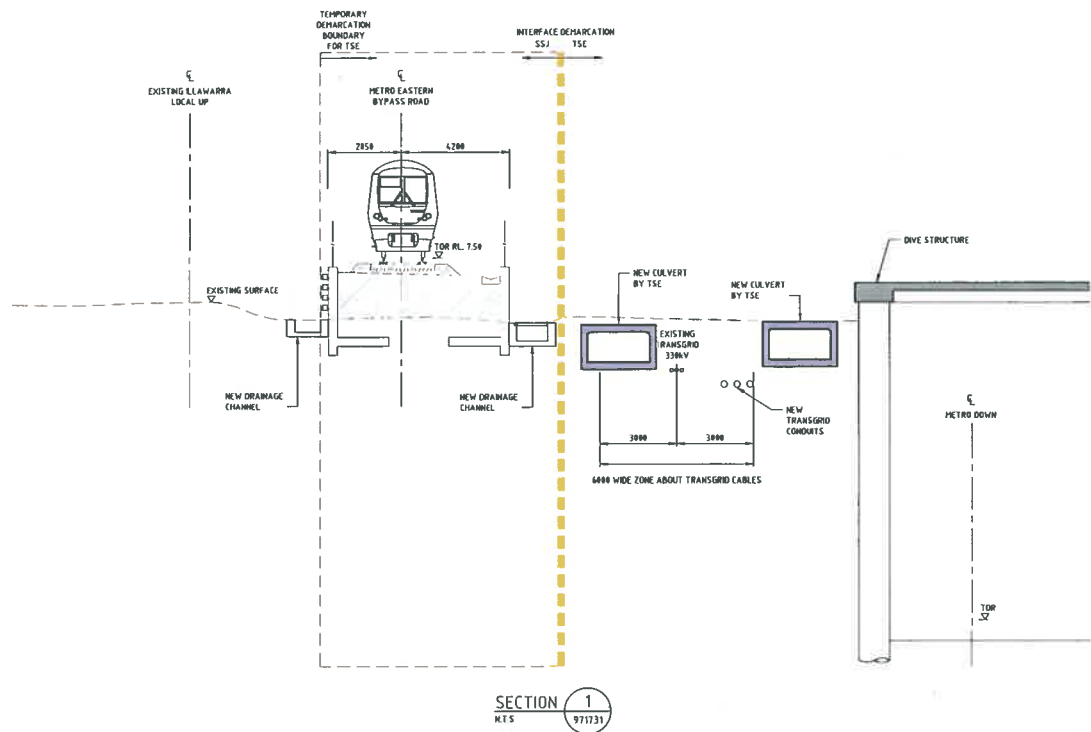 TEMPORARY
DEMARCATION
BOUNDARY
FOR TSE
INTERFACE DEMARCATION
SSJ TSE
EXISTING ILLAWARRA
LOCAL UP
METRO EASTERN
BYPASS ROAD
2850
4200
TOR RL. 7.50
DIVE STRUCTURE
EXISTING SURFACE
NEW CULVERT
BY TSE
NEW CULVERT
BY TSE
EXISTING
TRANSGRID
330kV
NEW DRAINAGE
CHANNEL
NEW DRAINAGE
CHANNEL
NEW
TRANSGRID
CONDUITS
METRO DOWN
3000
3000
6000 WIDE ZONE ABOUT TRANSGRID CABLES
TOR
SECTION
N.T.S
1
971731